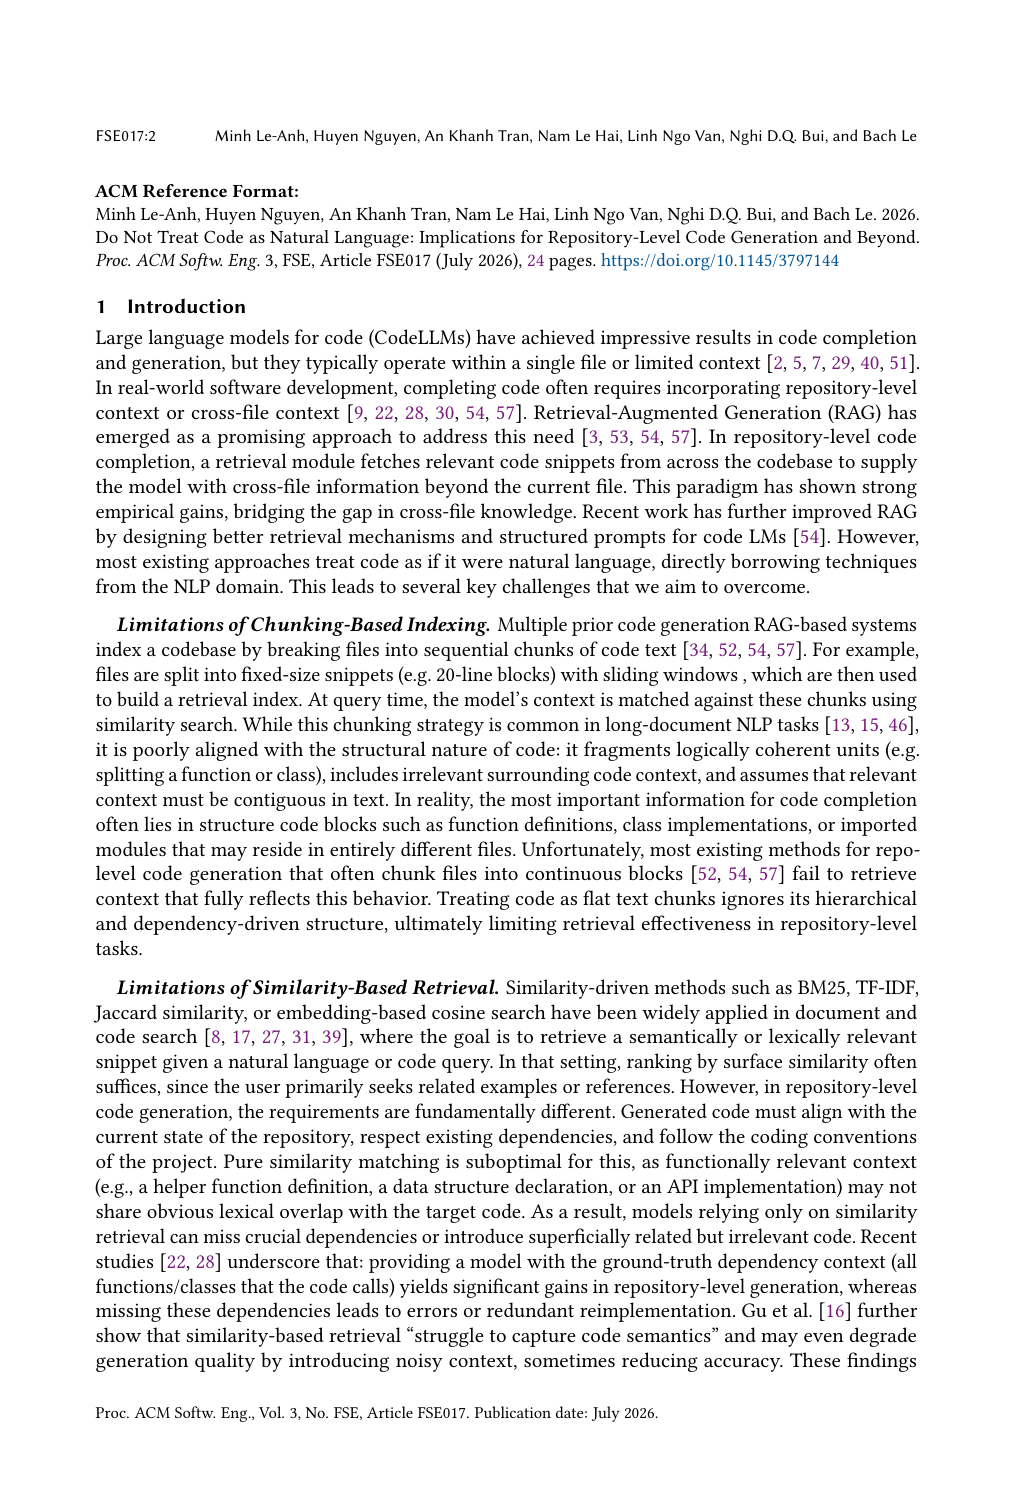 FSE017:2 Minh Le-Anh, Huyen Nguyen, An Khanh Tran, Nam Le Hai, Linh Ngo Van, Nghi D.Q. Bui, and Bach Le
ACM Reference Format:
Minh Le-Anh, Huyen Nguyen, An Khanh Tran, Nam Le Hai, Linh Ngo Van, Nghi D.Q. Bui, and Bach Le. 2026.
Do Not Treat Code as Natural Language: Implications for Repository-Level Code Generation and Beyond.
Proc. ACM Softw. Eng. 3, FSE, Article FSE017 (July 2026), 24 pages. https://doi.org/10.1145/3797144
1 Introduction
Large language models for code (CodeLLMs) have achieved impressive results in code completion
and generation, but they typically operate within a single file or limited context [2, 5, 7, 29, 40, 51].
In real-world software development, completing code often requires incorporating repository-level
context or cross-file context [9, 22, 28, 30, 54, 57]. Retrieval-Augmented Generation (RAG) has
emerged as a promising approach to address this need [3, 53, 54, 57]. In repository-level code
completion, a retrieval module fetches relevant code snippets from across the codebase to supply
the model with cross-file information beyond the current file. This paradigm has shown strong
empirical gains, bridging the gap in cross-file knowledge. Recent work has further improved RAG
by designing better retrieval mechanisms and structured prompts for code LMs [54]. However,
most existing approaches treat code as if it were natural language, directly borrowing techniques
from the NLP domain. This leads to several key challenges that we aim to overcome.
Limitations of Chunking-Based Indexing. Multiple prior code generation RAG-based systems
index a codebase by breaking files into sequential chunks of code text [34, 52, 54, 57]. For example,
files are split into fixed-size snippets (e.g. 20-line blocks) with sliding windows , which are then used
to build a retrieval index. At query time, the model's context is matched against these chunks using
similarity search. While this chunking strategy is common in long-document NLP tasks [13, 15, 46],
it is poorly aligned with the structural nature of code: it fragments logically coherent units (e.g.
splitting a function or class), includes irrelevant surrounding code context, and assumes that relevant
context must be contiguous in text. In reality, the most important information for code completion
often lies in structure code blocks such as function definitions, class implementations, or imported
modules that may reside in entirely different files. Unfortunately, most existing methods for repo-
level code generation that often chunk files into continuous blocks [52, 54, 57] fail to retrieve
context that fully reflects this behavior. Treating code as flat text chunks ignores its hierarchical
and dependency-driven structure, ultimately limiting retrieval effectiveness in repository-level
tasks.
Limitations of Similarity-Based Retrieval. Similarity-driven methods such as BM25, TF-IDF,
Jaccard similarity, or embedding-based cosine search have been widely applied in document and
code search [8, 17, 27, 31, 39], where the goal is to retrieve a semantically or lexically relevant
snippet given a natural language or code query. In that setting, ranking by surface similarity often
suffices, since the user primarily seeks related examples or references. However, in repository-level
code generation, the requirements are fundamentally different. Generated code must align with the
current state of the repository, respect existing dependencies, and follow the coding conventions
of the project. Pure similarity matching is suboptimal for this, as functionally relevant context
(e.g., a helper function definition, a data structure declaration, or an API implementation) may not
share obvious lexical overlap with the target code. As a result, models relying only on similarity
retrieval can miss crucial dependencies or introduce superficially related but irrelevant code. Recent
studies [22, 28] underscore that: providing a model with the ground-truth dependency context (all
functions/classes that the code calls) yields significant gains in repository-level generation, whereas
missing these dependencies leads to errors or redundant reimplementation. Gu et al. [16] further
show that similarity-based retrieval “struggle to capture code semantics” and may even degrade
generation quality by introducing noisy context, sometimes reducing accuracy. These findings
Proc. ACM Softw. Eng., Vol. 3, No. FSE, Article FSE017. Publication date: July 2026.